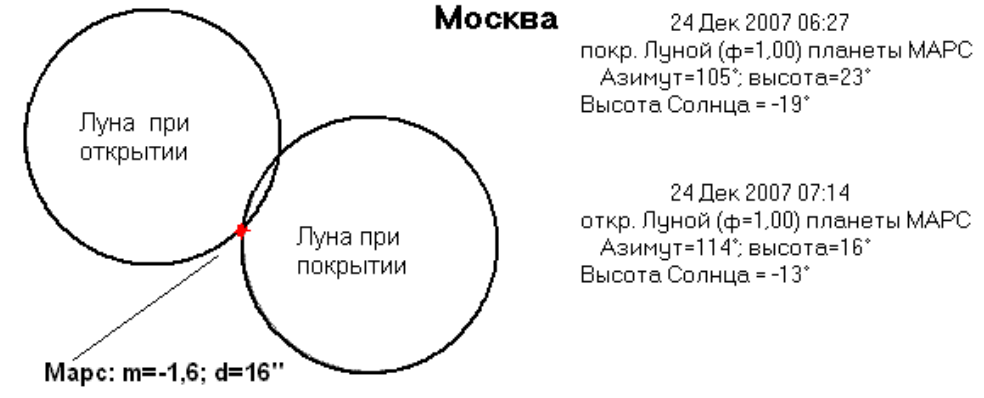 Москва
24 Дек 2007 06:27
покр. Луной (ф=1,00) планеты МАРС
Азимут=105°; высота=23°
Высота Солнца = -19°
Луна при
открытии
24 Дек 2007 07:14
откр. Луной (ф=1,00) планеты МАРС
Азимут=114°; высота=16°
Высота Солнца = -13°
Луна при
покрытии
Марс: m=-1,6; d=16"